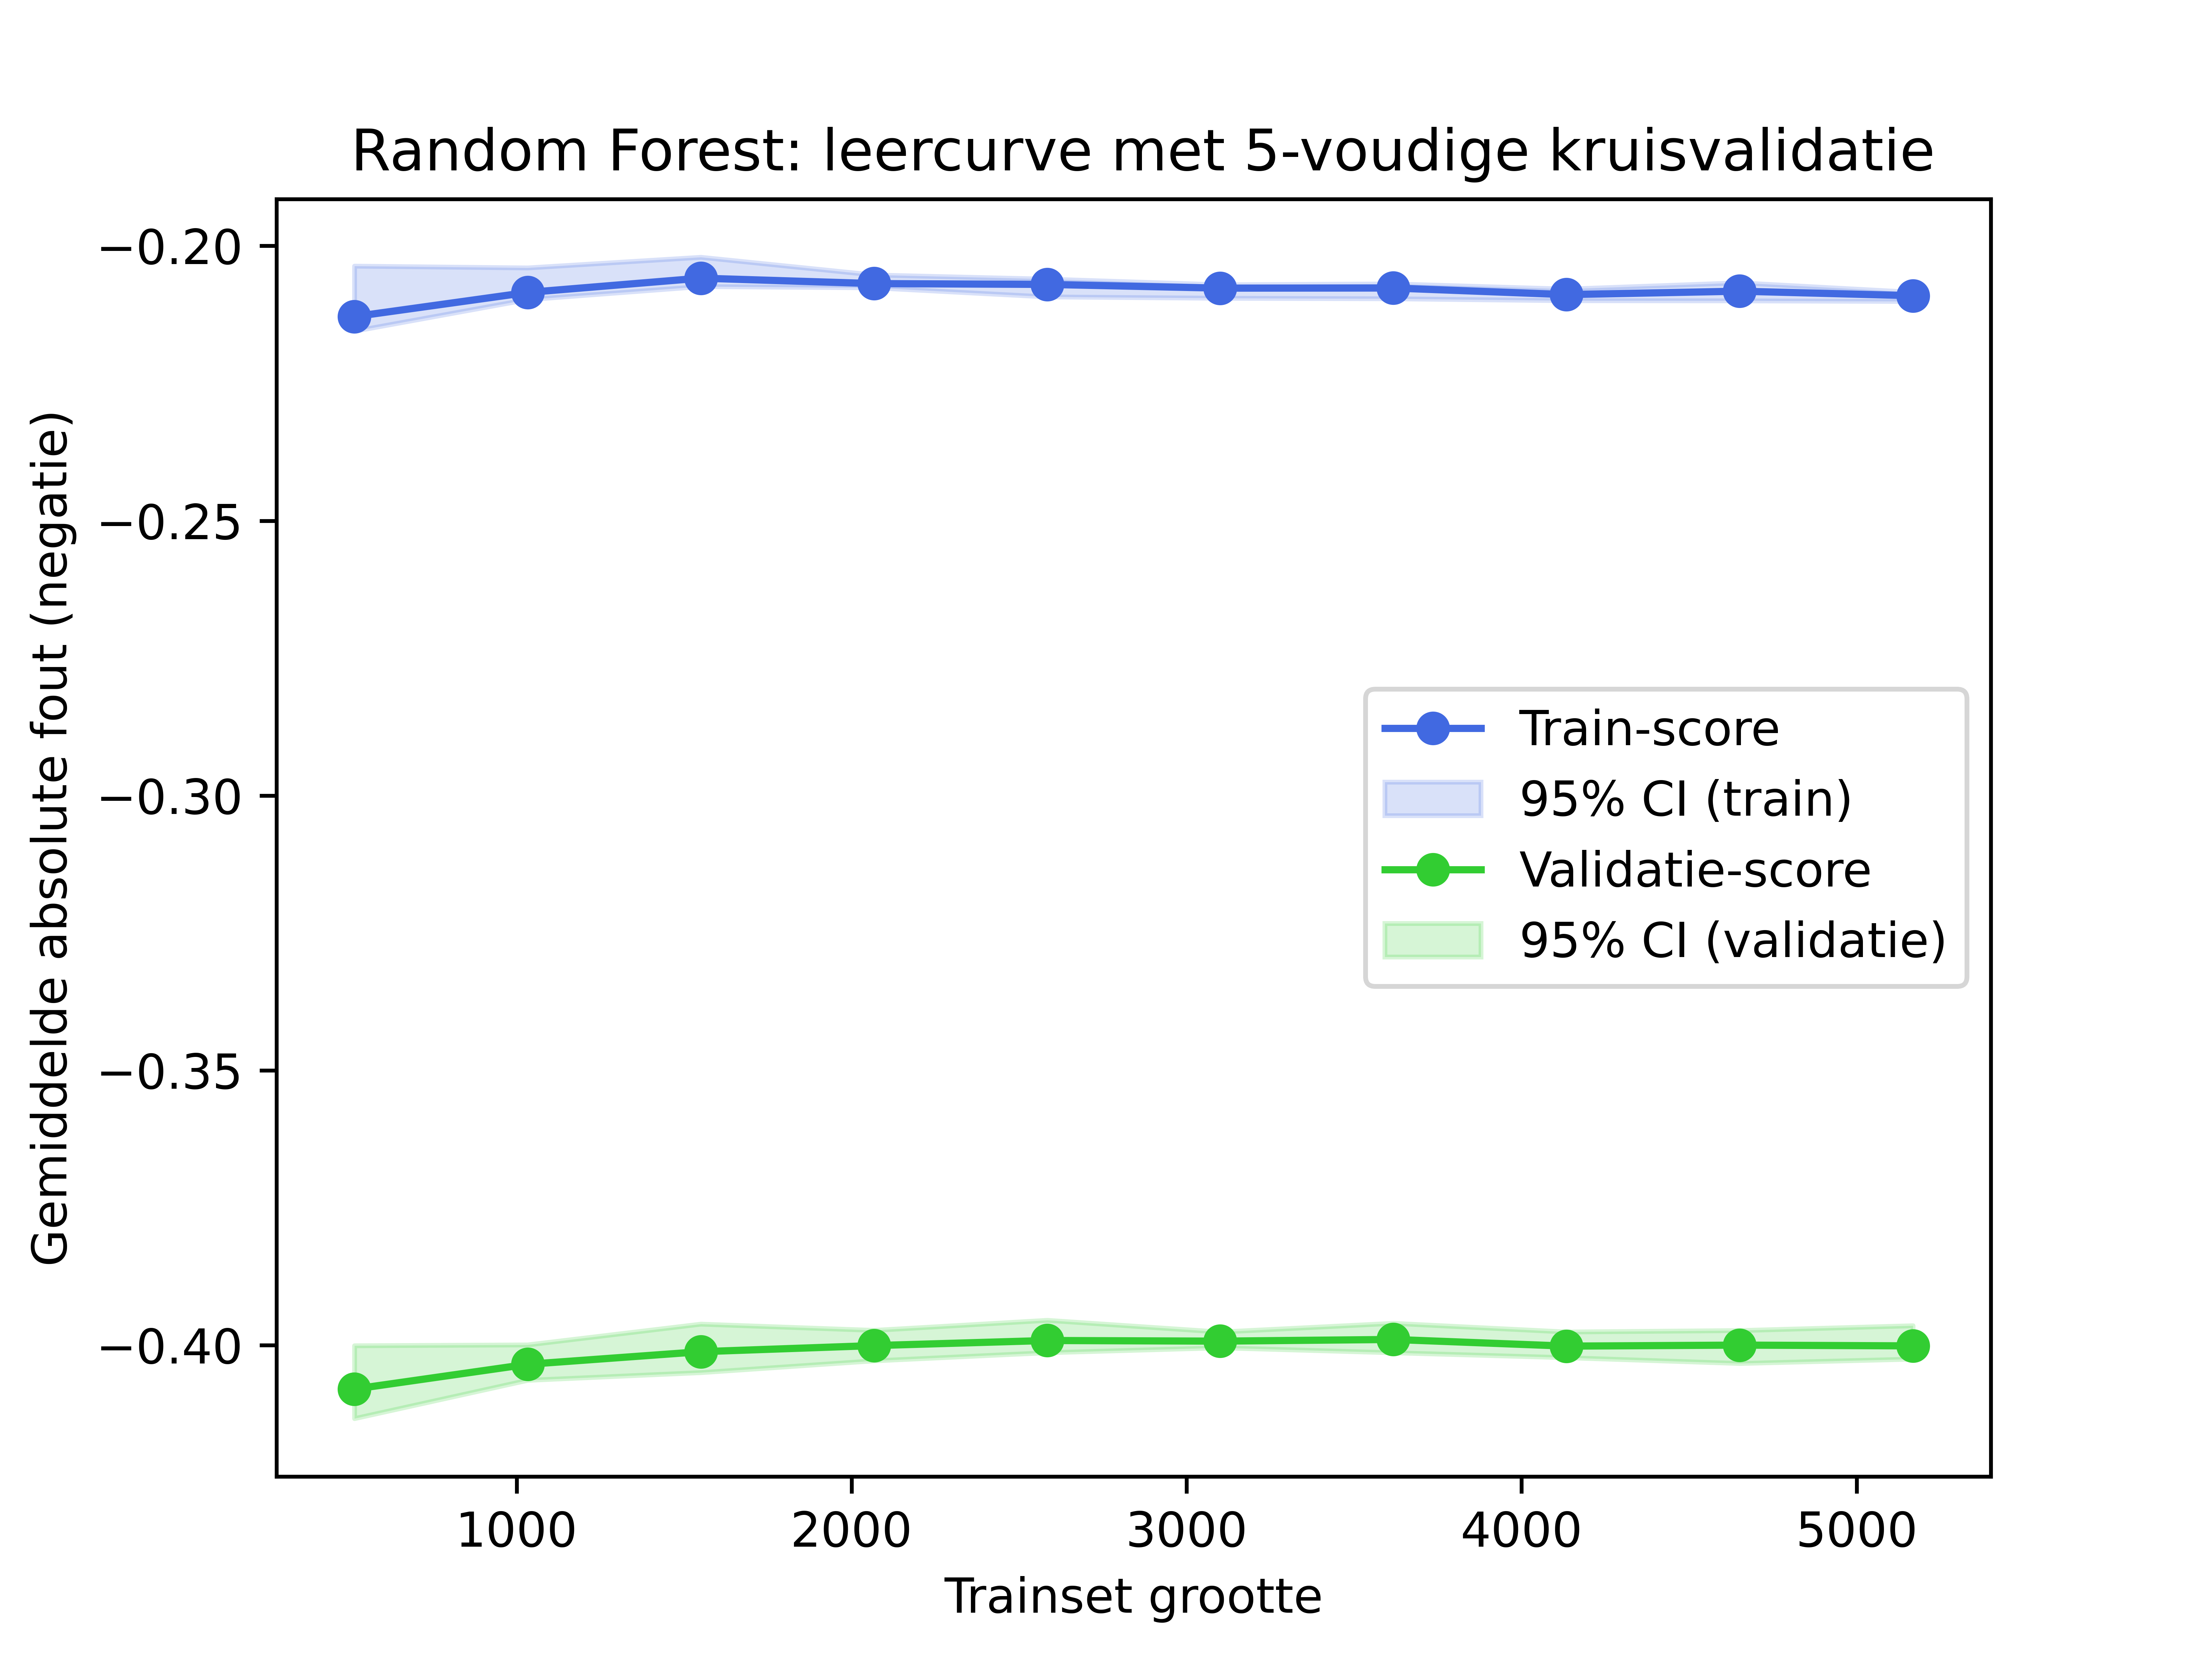 Random Forest: leercurve met 5-voudige kruisvalidatie
Gemiddelde absolute fout (negatie)
−0.20
−0.25
−0.30
−0.35
−0.40
Train-score
95% CI (train)
Validatie-score
95% CI (validatie)
1000 2000 3000 4000 5000
Trainset grootte